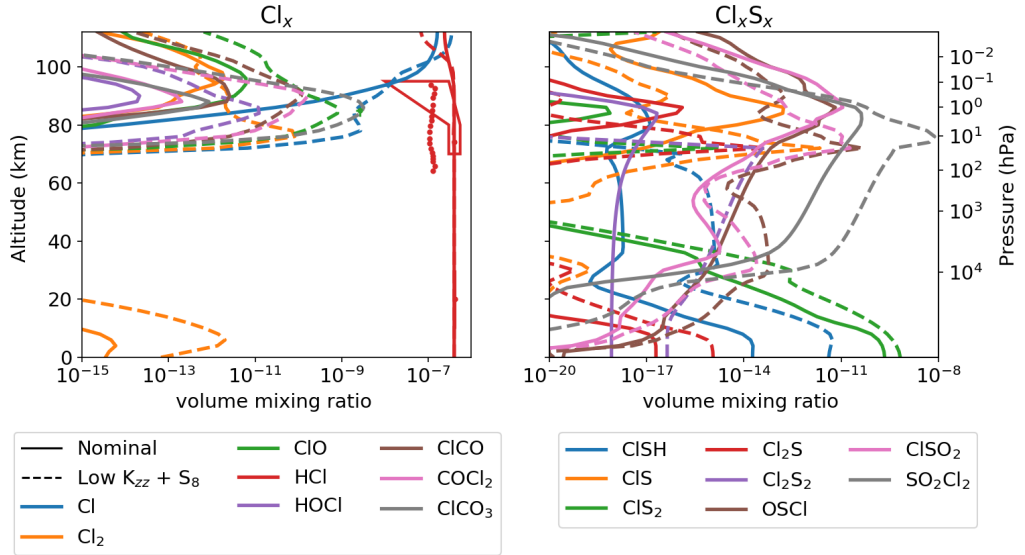 Cl$_x$
Cl$_x$S$_x$
Altitude (km)
100
80
60
40
20
0
10$^{-15}$ 10$^{-13}$ 10$^{-11}$ 10$^{-9}$ 10$^{-7}$
volume mixing ratio
10$^{-2}$
10$^{-1}$
10$^{0}$
10$^{1}$
10$^{2}$
10$^{3}$
10$^{4}$
Pressure (hPa)
10$^{-20}$ 10$^{-17}$ 10$^{-14}$ 10$^{-11}$ 10$^{-8}$
volume mixing ratio
Nominal
Low K$_{zz}$ + S$_8$
Cl
Cl$_2$
ClO
HCl
HOCl
ClCO
COCl$_2$
ClCO$_3$
ClSH
ClS
ClS$_2$
Cl$_2$S
Cl$_2$S$_2$
OSCl
ClSO$_2$
SO$_2$Cl$_2$